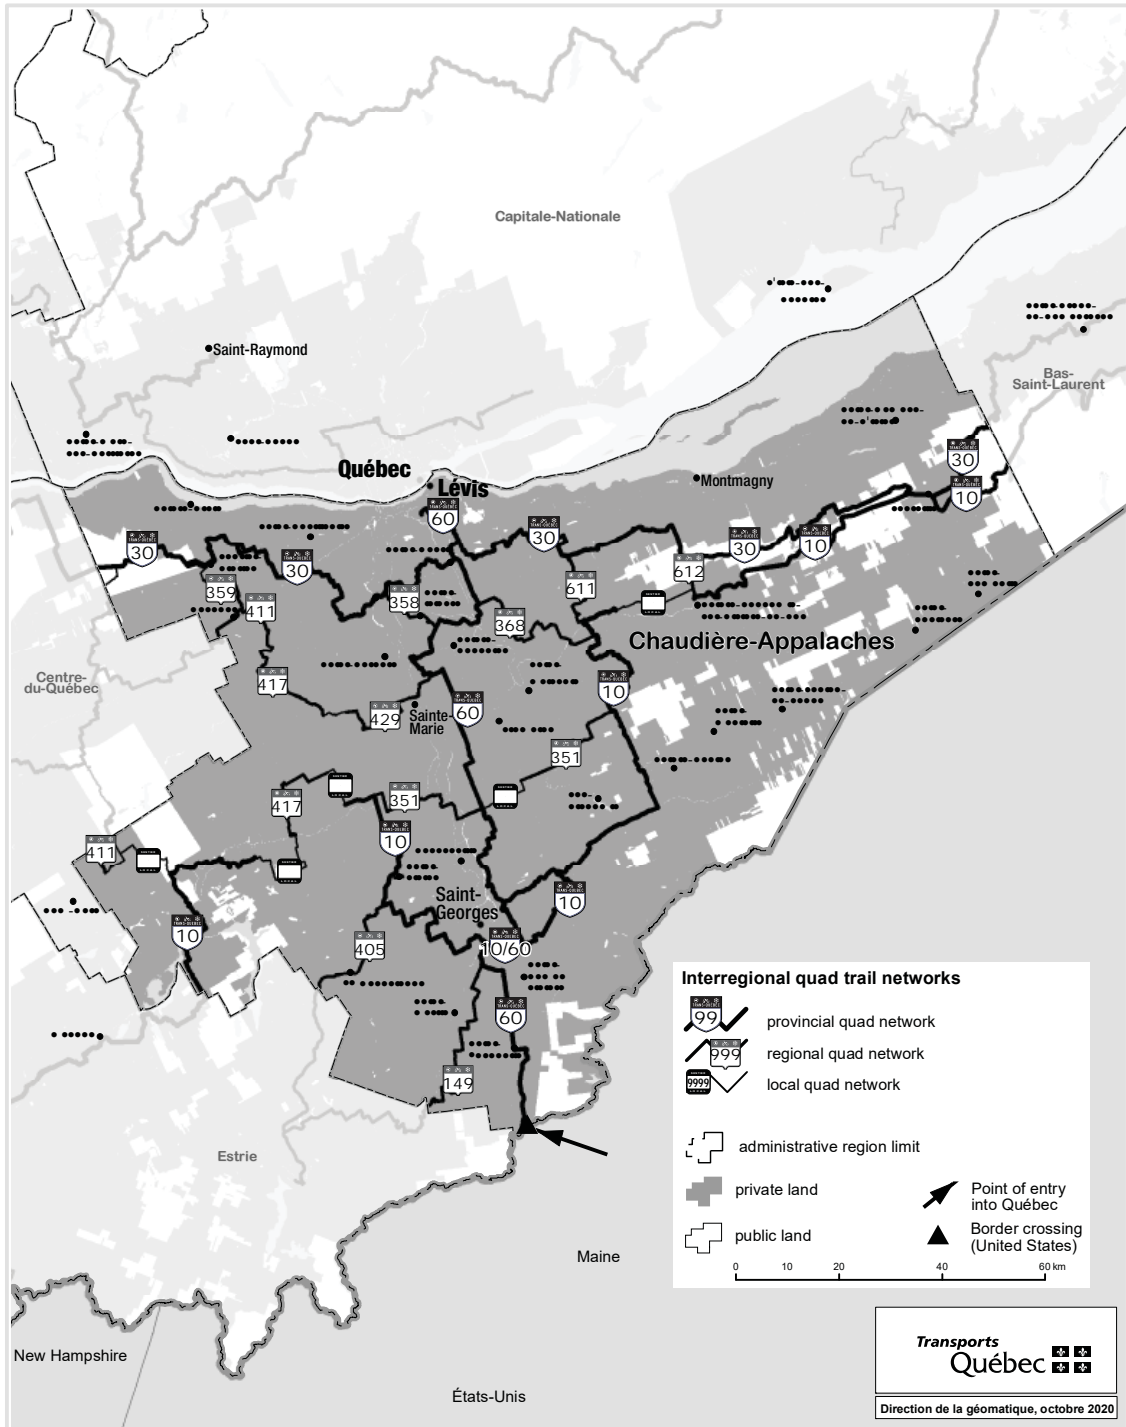 Capitale-Nationale
Saint-Raymond
Bas-
Saint-Laurent
Québec
Lévis
Montmagny
30
10
60
30
30
10
30
30
612
359
411
358
611
368
Chaudière-Appalaches
Centre-
du-Québec
417
10
60
429
Sainte-
Marie
351
417
351
10
411
Saint-
Georges
10
10
10/60
405
60
149
Estrie
Maine
New Hampshire
États-Unis
Interregional quad trail networks
99 provincial quad network
999 regional quad network
9999 local quad network
administrative region limit
private land
public land
Point of entry
into Québec
Border crossing
(United States)
0 10 20 40 60 km
Transports
Québec
Direction de la géomatique, octobre 2020